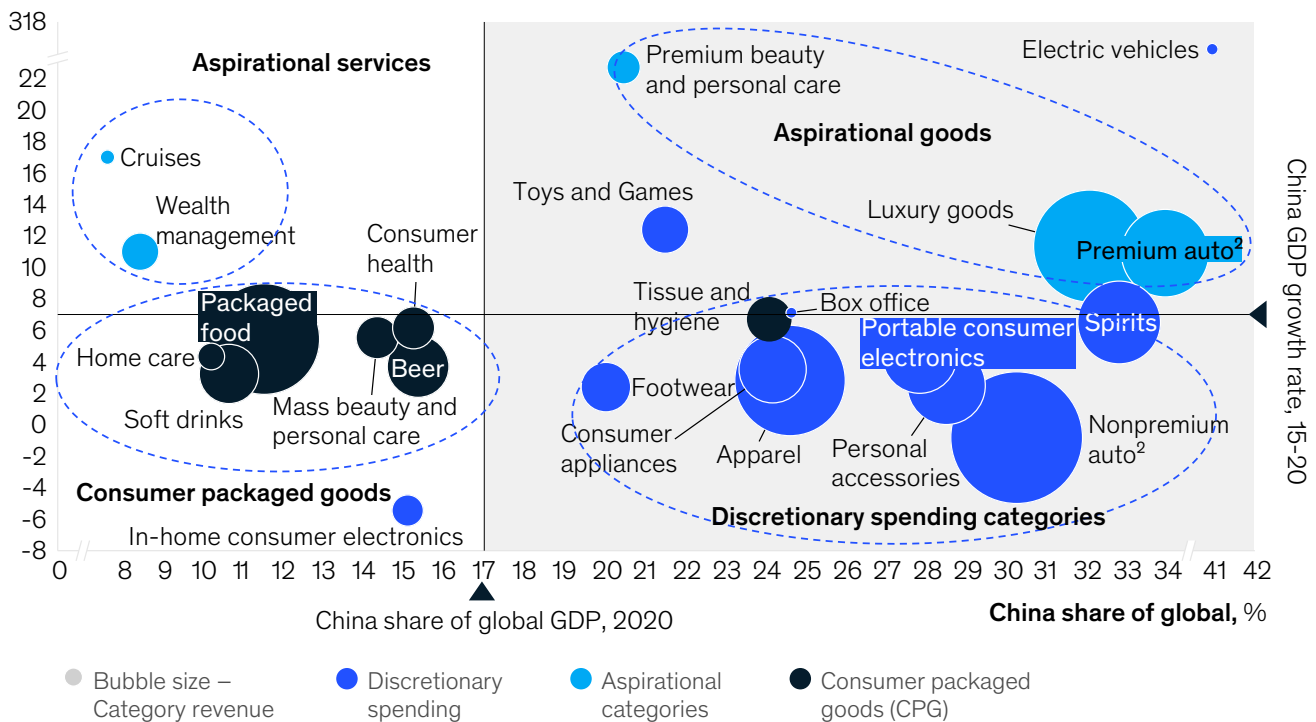 318
22
20
18
16
14
12
10
8
6
4
2
0
-2
-4
-6
-8
Aspirational services
Premium beauty
and personal care
Electric vehicles
Aspirational goods
Cruises
Wealth
management
Toys and Games
Luxury goods
Premium auto²
Consumer
health
Packaged
food
Tissue and
hygiene
Box office
Portable consumer
electronics
Spirits
Home care
Beer
Soft drinks
Mass beauty and
personal care
Footwear
Consumer
appliances
Apparel
Personal
accessories
Nonpremium
auto²
Consumer packaged goods
In-home consumer electronics
Discretionary spending categories
China GDP growth rate, 15-20
0 8 10 11 12 13 15 16 17 18 20 21 22 24 25 26 27 29 30 31 32 34 41 42
China share of global GDP, 2020
China share of global, %
Bubble size –
Category revenue
Discretionary
spending
Aspirational
categories
Consumer packaged
goods (CPG)